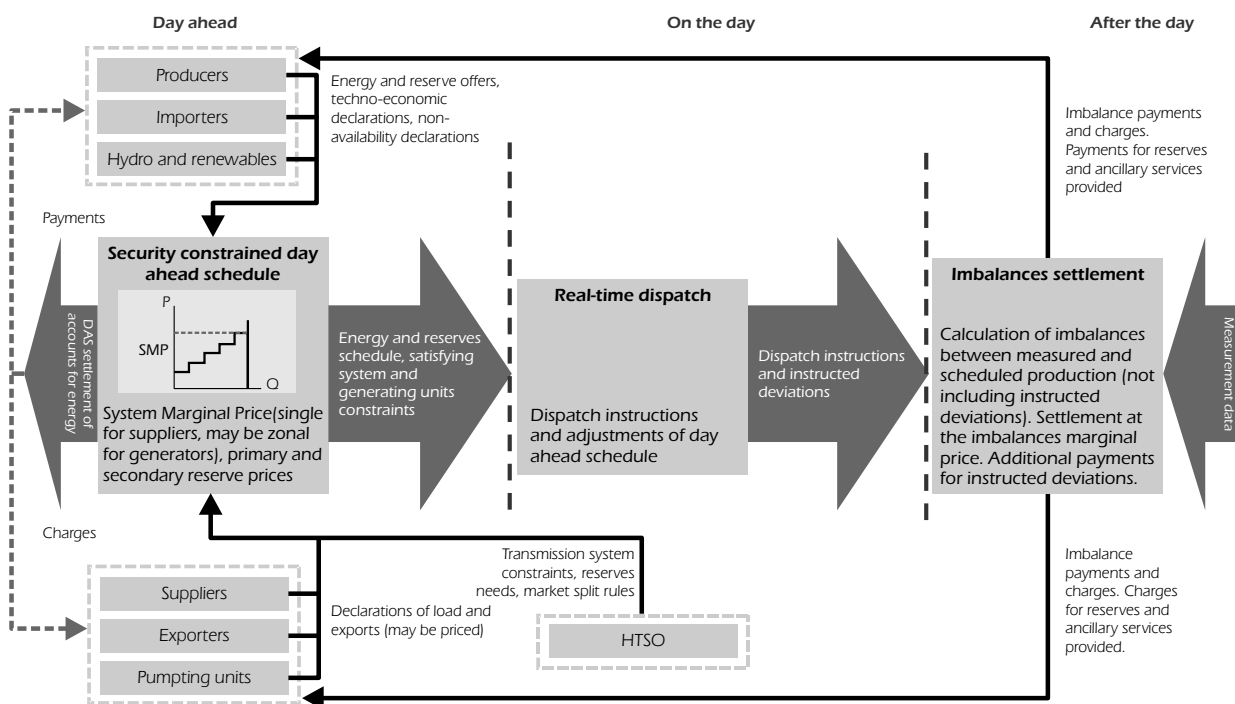 Day ahead
On the day
After the day
Producers
Importers
Hydro and renewables
Energy and reserve offers,
techno-economic
declarations, non-
availability declarations
Imbalance payments
and charges.
Payments for reserves
and ancillary services
provided
Payments
DAS settlement of
accounts for energy
Security constrained day
ahead schedule
P
SMP
Q
System Marginal Price(single
for suppliers, may be zonal
for generators), primary and
secondary reserve prices
Energy and reserves
schedule, satisfying
system and
generating units
constraints
Real-time dispatch
Dispatch instructions
and adjustments of day
ahead schedule
Dispatch instructions
and instructed
deviations
Imbalances settlement
Calculation of imbalances
between measured and
scheduled production (not
including instructed
deviations). Settlement at
the imbalances marginal
price. Additional payments
for instructed deviations.
Measurement data
Charges
Suppliers
Exporters
Pumpting units
Declarations of load and
exports (may be priced)
Transmission system
constraints, reserves
needs, market split rules
HTSO
Imbalance
payments and
charges. Charges
for reserves and
ancillary services
provided.